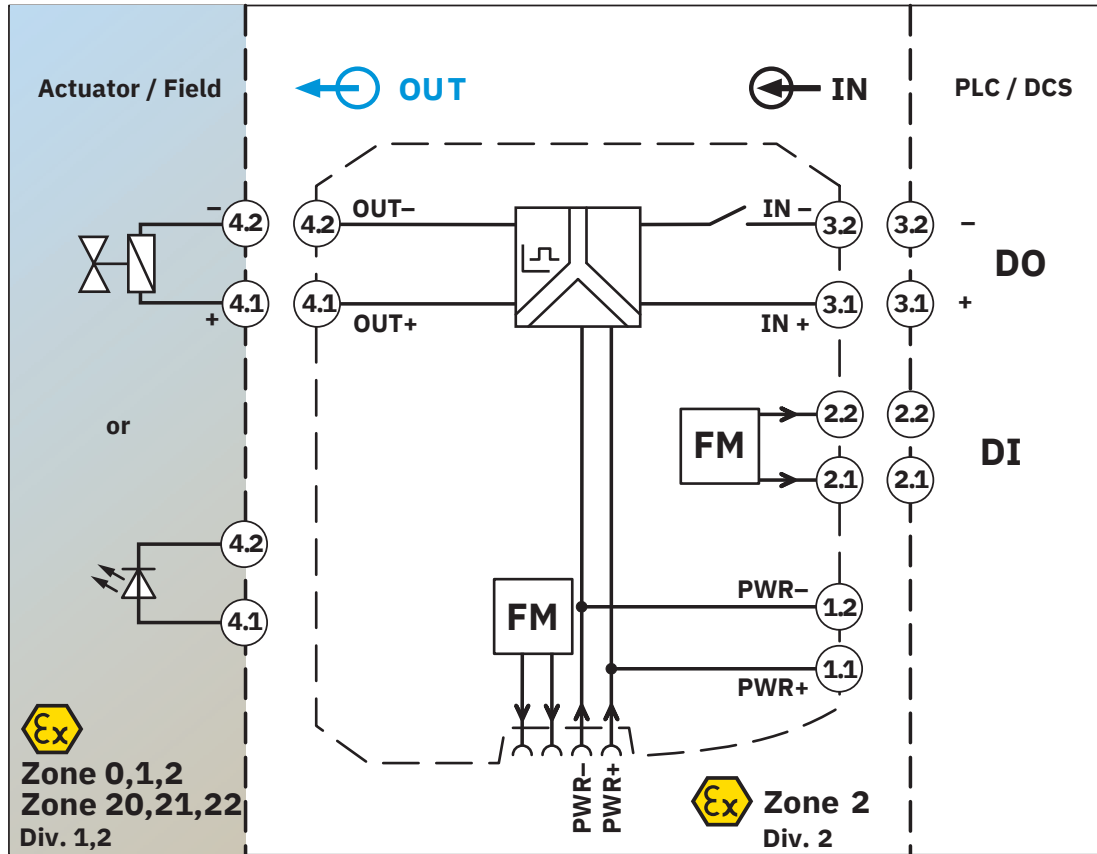 Actuator / Field
OUT
IN
PLC / DCS
–
4.2
4.2
OUT–
IN –
3.2
3.2
–
DO
4.1
4.1
3.1
3.1
+
+
OUT+
IN +
or
FM
2.2
2.2
DI
2.1
2.1
4.2
4.1
FM
PWR–
1.2
1.1
PWR+
PWR–
PWR+
Ex
Zone 0,1,2
Zone 20,21,22
Div. 1,2
Ex
Zone 2
Div. 2